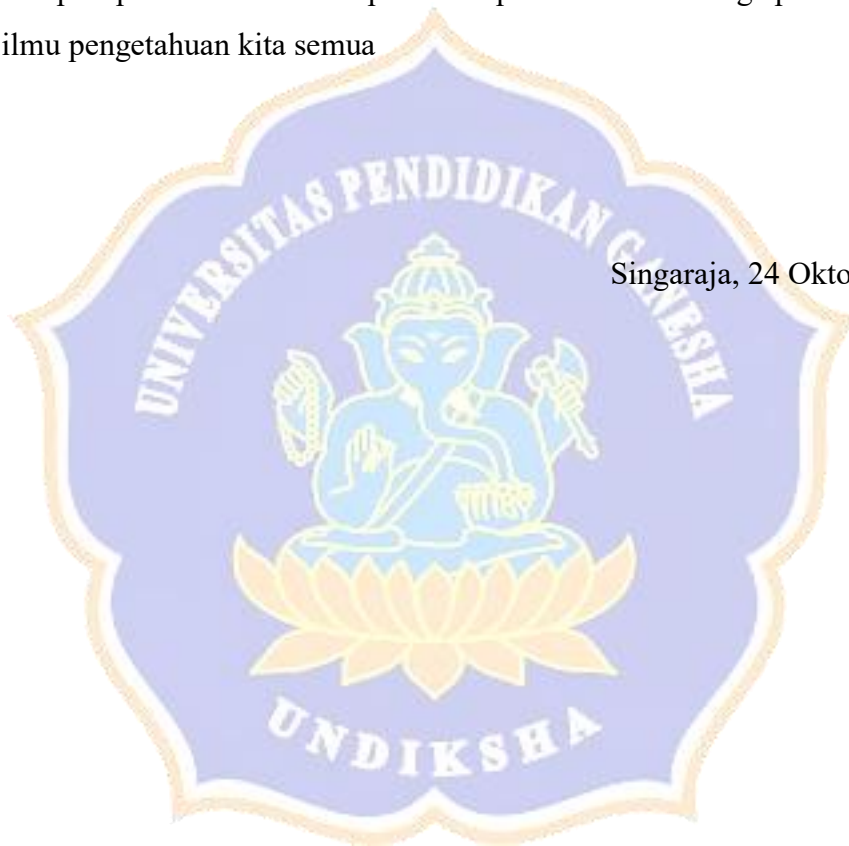 ilmu pengetahuan kita semua
UNIVERSITAS PENDIDIKAN GANESHA
Singaraja, 24 Okto
UNDIKSHA